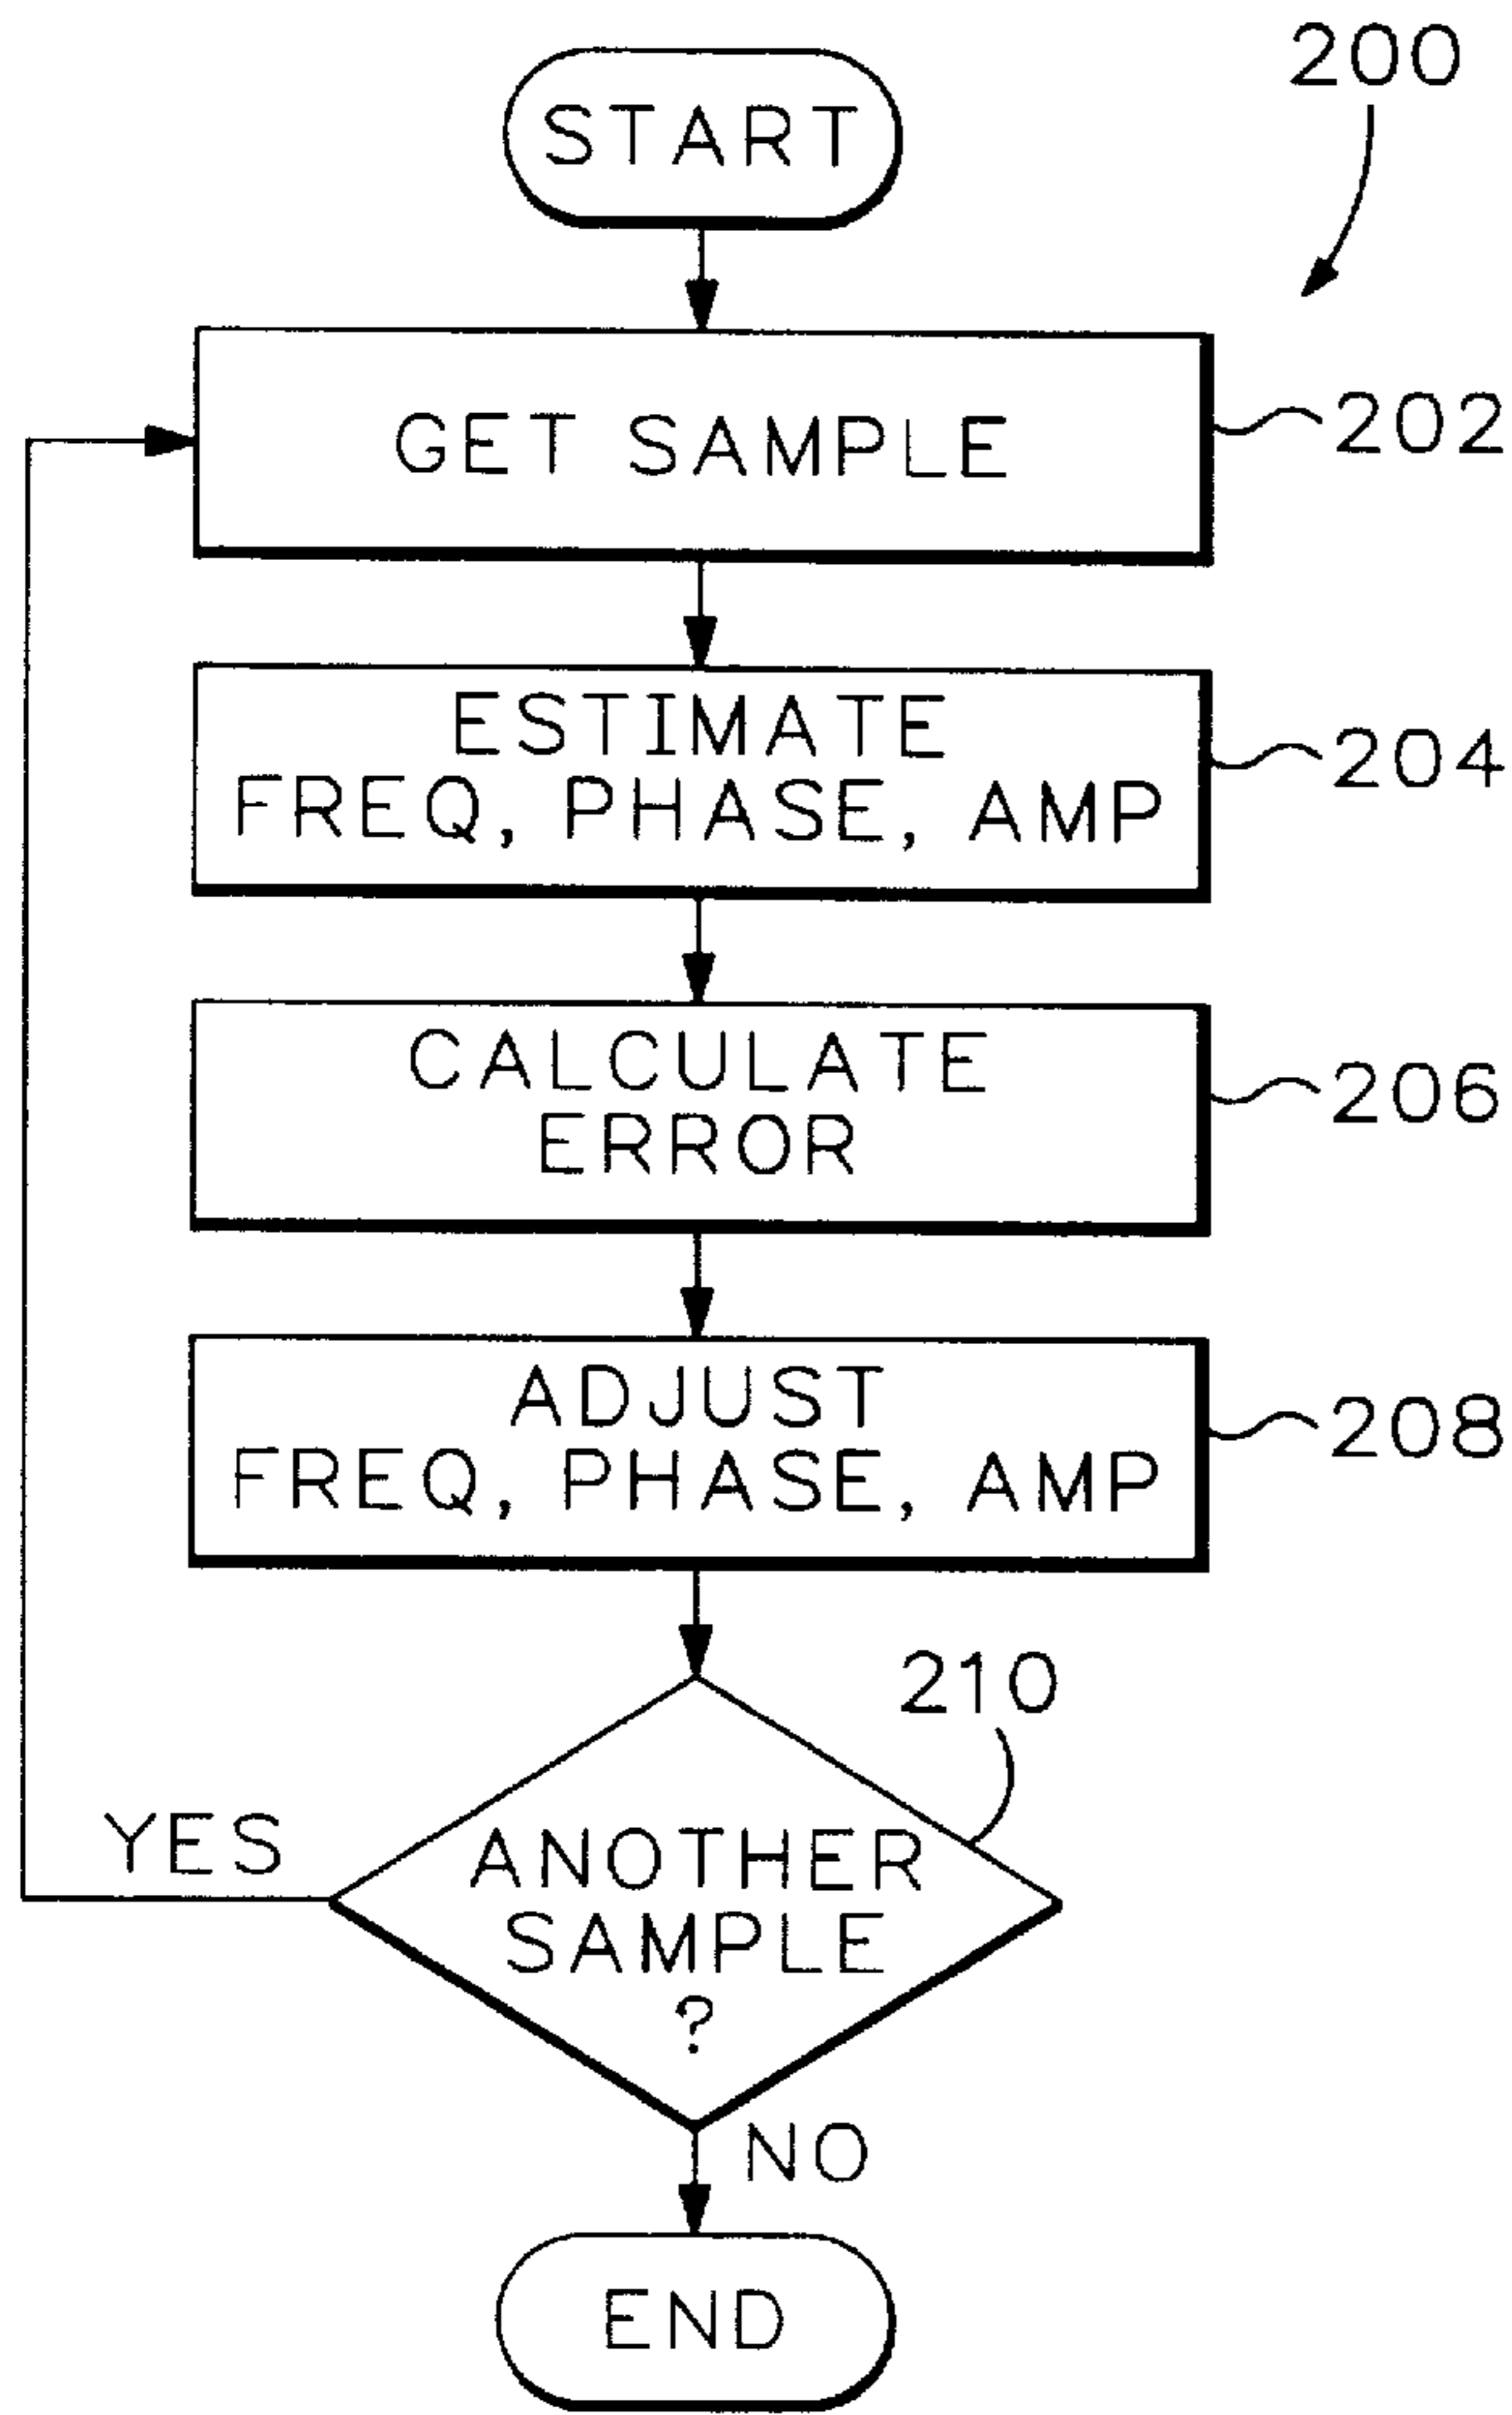 200
START
GET SAMPLE
202
ESTIMATE
FREQ, PHASE, AMP
204
CALCULATE
ERROR
206
ADJUST
FREQ, PHASE, AMP
208
210
ANOTHER
SAMPLE
?
YES
NO
END